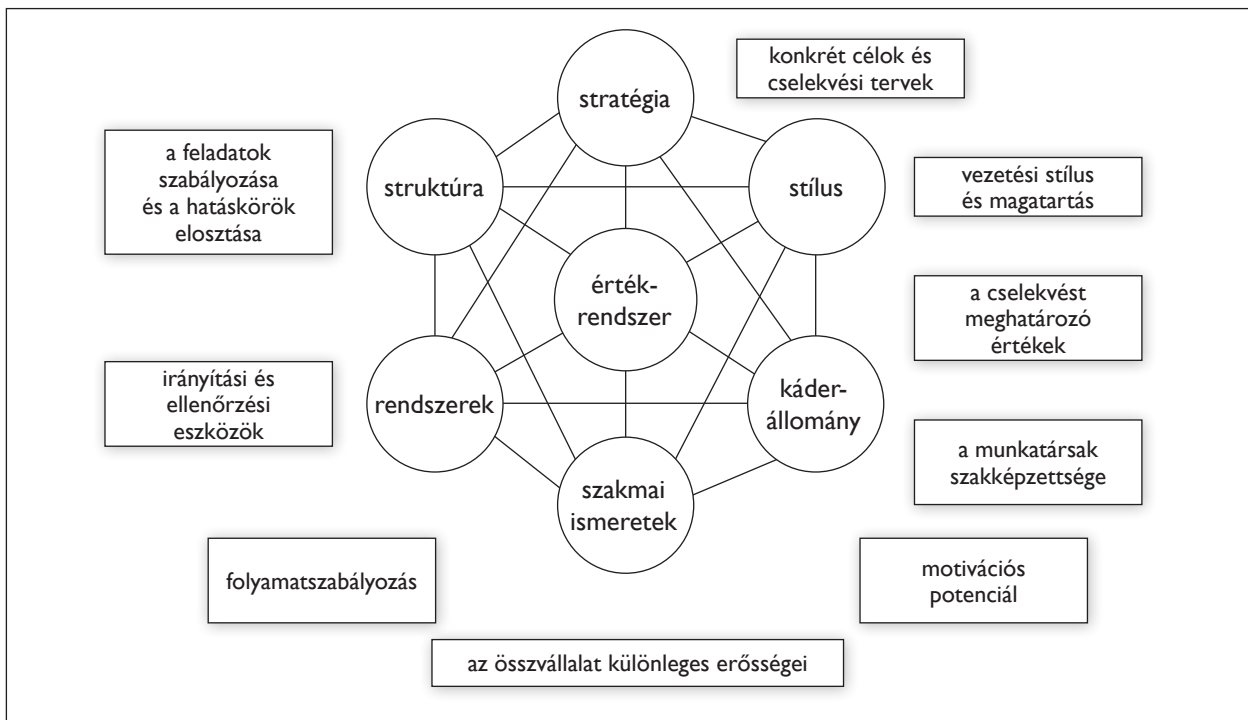 konkrét célok és
cselekvési tervek
stratégia
a feladatok
szabályozása
és a hatáskörök
elosztása
struktúra
stílus
vezetési stílus
és magatartás
érték-
rendszer
a cselekvést
meghatározó
értékek
irányítási és
ellenőrzési
eszközök
rendszerek
káder-
állomány
a munkatársak
szakképzettsége
szakmai
ismeretek
folyamatszabályozás
motivációs
potenciál
az összvállalat különleges erősségei